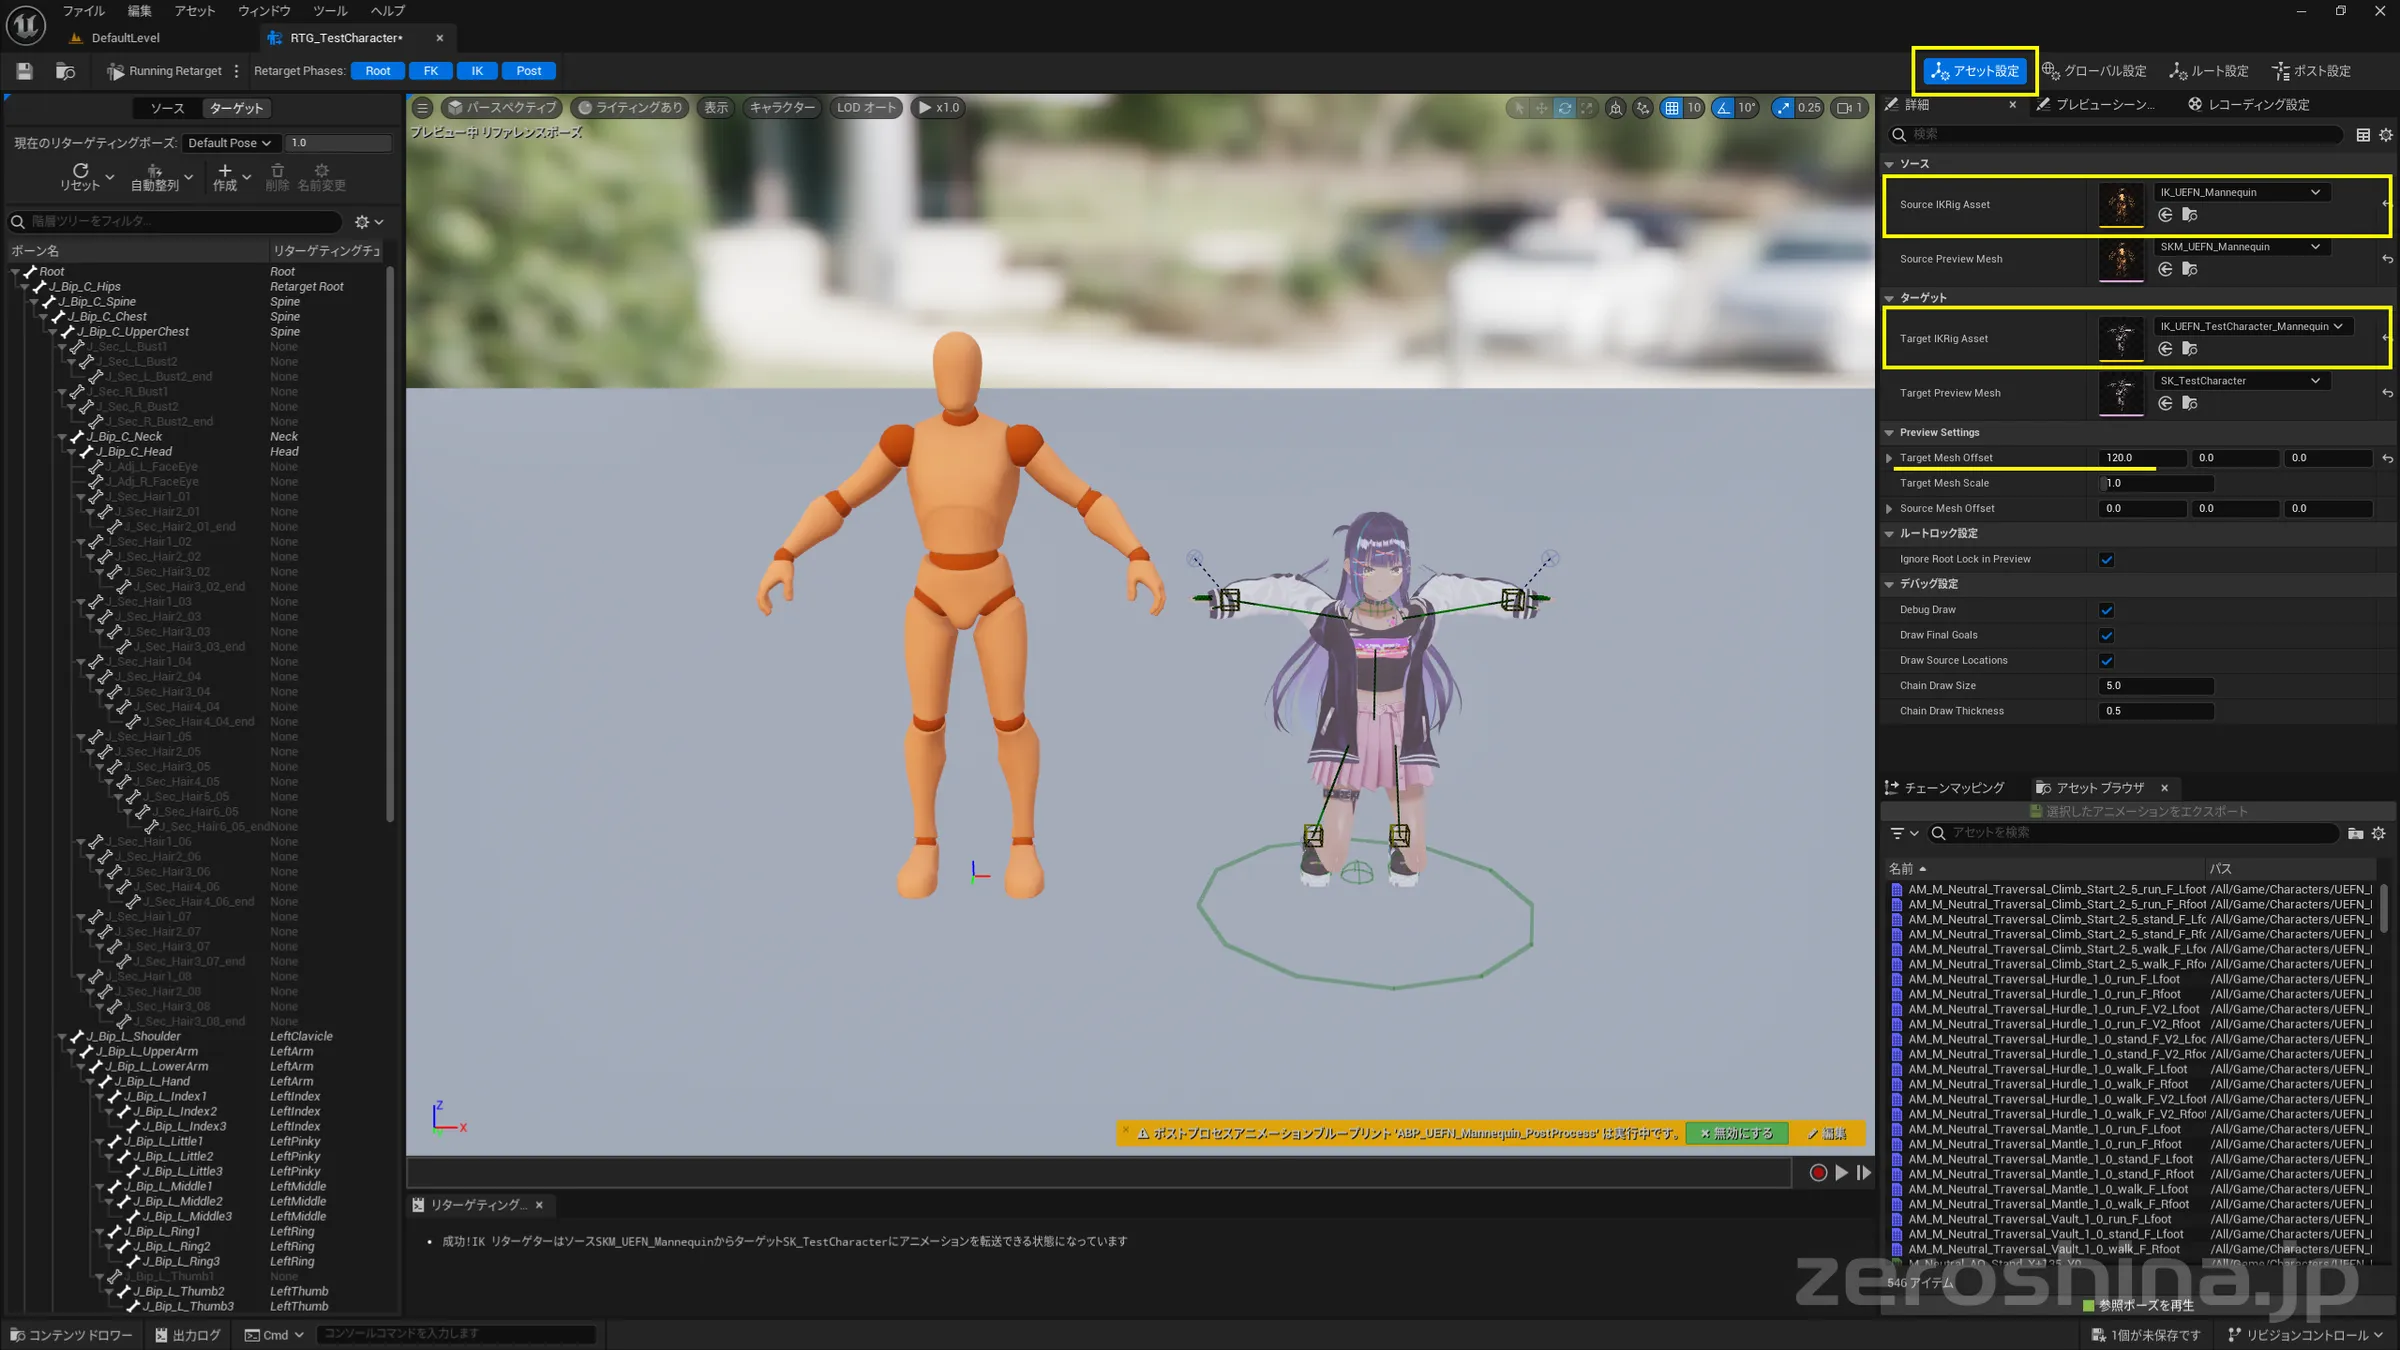 ファイル 編集 アセット ウィンドウ ツール ヘルプ
DefaultLevel
RTG_TestCharacter•
Running Retarget
Retarget Phases: Root FK IK Post
アセット設定 グローバル設定 ルート設定 ポスト設定
ソース ターゲット
現在のリターゲティングポーズ: Default Pose 1.0
リセット 自動整列 作成 削除 名前変更
階層ツリーをフィルタ...
ボーン名 リターゲティングチェ
Root Root
J_Bip_C_Hips Retarget Root
J_Bip_C_Spine Spine
J_Bip_C_Chest Spine
J_Bip_C_UpperChest Spine
J_Sec_L_Bust1 None
J_Sec_L_Bust2 None
J_Sec_L_Bust2_end None
J_Sec_R_Bust1 None
J_Sec_R_Bust2 None
J_Sec_R_Bust2_end None
J_Bip_C_Neck Neck
J_Bip_C_Head Head
J_Adj_L_FaceEye None
J_Adj_R_FaceEye None
J_Sec_Hair1_01 None
J_Sec_Hair2_01 None
J_Sec_Hair2_01_end None
J_Sec_Hair1_02 None
J_Sec_Hair2_02 None
J_Sec_Hair3_02 None
J_Sec_Hair3_02_end None
J_Sec_Hair1_03 None
J_Sec_Hair2_03 None
J_Sec_Hair3_03 None
J_Sec_Hair3_03_end None
J_Sec_Hair1_04 None
J_Sec_Hair2_04 None
J_Sec_Hair3_04 None
J_Sec_Hair4_04 None
J_Sec_Hair4_04_end None
J_Sec_Hair1_05 None
J_Sec_Hair2_05 None
J_Sec_Hair3_05 None
J_Sec_Hair4_05 None
J_Sec_Hair5_05 None
J_Sec_Hair6_05 None
J_Sec_Hair6_05_end None
J_Sec_Hair1_06 None
J_Sec_Hair2_06 None
J_Sec_Hair3_06 None
J_Sec_Hair4_06 None
J_Sec_Hair4_06_end None
J_Sec_Hair1_07 None
J_Sec_Hair2_07 None
J_Sec_Hair3_07 None
J_Sec_Hair3_07_end None
J_Sec_Hair1_08 None
J_Sec_Hair2_08 None
J_Sec_Hair3_08 None
J_Sec_Hair3_08_end None
J_Bip_L_Shoulder LeftClavicle
J_Bip_L_UpperArm LeftArm
J_Bip_L_LowerArm LeftArm
J_Bip_L_Hand LeftArm
J_Bip_L_Index1 LeftIndex
J_Bip_L_Index2 LeftIndex
J_Bip_L_Index3 LeftIndex
J_Bip_L_Little1 LeftPinky
J_Bip_L_Little2 LeftPinky
J_Bip_L_Little3 LeftPinky
J_Bip_L_Middle1 LeftMiddle
J_Bip_L_Middle2 LeftMiddle
J_Bip_L_Middle3 LeftMiddle
J_Bip_L_Ring1 LeftRing
J_Bip_L_Ring2 LeftRing
J_Bip_L_Ring3 LeftRing
J_Bip_L_Thumb1 None
J_Bip_L_Thumb2 LeftThumb
J_Bip_L_Thumb3 LeftThumb
パースペクティブ ライティングあり 表示 キャラクター LOD オート x1.0
10 10° 0.25 1
プレビュー中 リファレンスポーズ
Z
X
ポストプロセスアニメーションブループリント 'ABP_UEFN_Mannequin_PostProcess' は実行中です。 無効にする 編集
リターゲティング...
• 成功!IK リターゲターはソースSKM_UEFN_MannequinからターゲットSK_TestCharacterにアニメーションを転送できる状態になっています
詳細 プレビューシーン... レコーディング設定
検索
ソース
Source IKRig Asset IK_UEFN_Mannequin
Source Preview Mesh SKM_UEFN_Mannequin
ターゲット
Target IKRig Asset IK_UEFN_TestCharacter_Mannequin
Target Preview Mesh SK_TestCharacter
Preview Settings
Target Mesh Offset 120.0 0.0 0.0
Target Mesh Scale 1.0
Source Mesh Offset 0.0 0.0 0.0
ルートロック設定
Ignore Root Lock in Preview
デバッグ設定
Debug Draw
Draw Final Goals
Draw Source Locations
Chain Draw Size 5.0
Chain Draw Thickness 0.5
チェーンマッピング アセット ブラウザ
選択したアニメーションをエクスポート
アセットを検索
名前 パス
AM_M_Neutral_Traversal_Climb_Start_2_5_run_F_Lfoot /All/Game/Characters/UEFN_
AM_M_Neutral_Traversal_Climb_Start_2_5_run_F_Rfoot /All/Game/Characters/UEFN_
AM_M_Neutral_Traversal_Climb_Start_2_5_stand_F_Lfc /All/Game/Characters/UEFN_
AM_M_Neutral_Traversal_Climb_Start_2_5_stand_F_Rfc /All/Game/Characters/UEFN_
AM_M_Neutral_Traversal_Climb_Start_2_5_walk_F_Lfoo /All/Game/Characters/UEFN_
AM_M_Neutral_Traversal_Climb_Start_2_5_walk_F_Rfoo /All/Game/Characters/UEFN_
AM_M_Neutral_Traversal_Hurdle_1_0_run_F_Lfoot /All/Game/Characters/UEFN_
AM_M_Neutral_Traversal_Hurdle_1_0_run_F_Rfoot /All/Game/Characters/UEFN_
AM_M_Neutral_Traversal_Hurdle_1_0_run_F_V2_Lfoot /All/Game/Characters/UEFN_
AM_M_Neutral_Traversal_Hurdle_1_0_run_F_V2_Rfoot /All/Game/Characters/UEFN_
AM_M_Neutral_Traversal_Hurdle_1_0_stand_F_V2_Lfoc /All/Game/Characters/UEFN_
AM_M_Neutral_Traversal_Hurdle_1_0_stand_F_V2_Rfoc /All/Game/Characters/UEFN_
AM_M_Neutral_Traversal_Hurdle_1_0_walk_F_Lfoot /All/Game/Characters/UEFN_
AM_M_Neutral_Traversal_Hurdle_1_0_walk_F_Rfoot /All/Game/Characters/UEFN_
AM_M_Neutral_Traversal_Hurdle_1_0_walk_F_V2_Lfoot /All/Game/Characters/UEFN_
AM_M_Neutral_Traversal_Hurdle_1_0_walk_F_V2_Rfoot /All/Game/Characters/UEFN_
AM_M_Neutral_Traversal_Mantle_1_0_run_F_Lfoot /All/Game/Characters/UEFN_
AM_M_Neutral_Traversal_Mantle_1_0_run_F_Rfoot /All/Game/Characters/UEFN_
AM_M_Neutral_Traversal_Mantle_1_0_stand_F_Lfoot /All/Game/Characters/UEFN_
AM_M_Neutral_Traversal_Mantle_1_0_stand_F_Rfoot /All/Game/Characters/UEFN_
AM_M_Neutral_Traversal_Mantle_1_0_walk_F_Lfoot /All/Game/Characters/UEFN_
AM_M_Neutral_Traversal_Mantle_1_0_walk_F_Rfoot /All/Game/Characters/UEFN_
AM_M_Neutral_Traversal_Vault_1_0_run_F_Lfoot /All/Game/Characters/UEFN_
AM_M_Neutral_Traversal_Vault_1_0_stand_F_Lfoot /All/Game/Characters/UEFN_
AM_M_Neutral_Traversal_Vault_1_0_walk_F_Rfoot /All/Game/Characters/UEFN_
546 アイテム
zeroshina.jp
参照ポーズを再生
コンテンツドロワー 出力ログ Cmd コンソールコマンドを入力します
1個が未保存です リビジョンコントロール